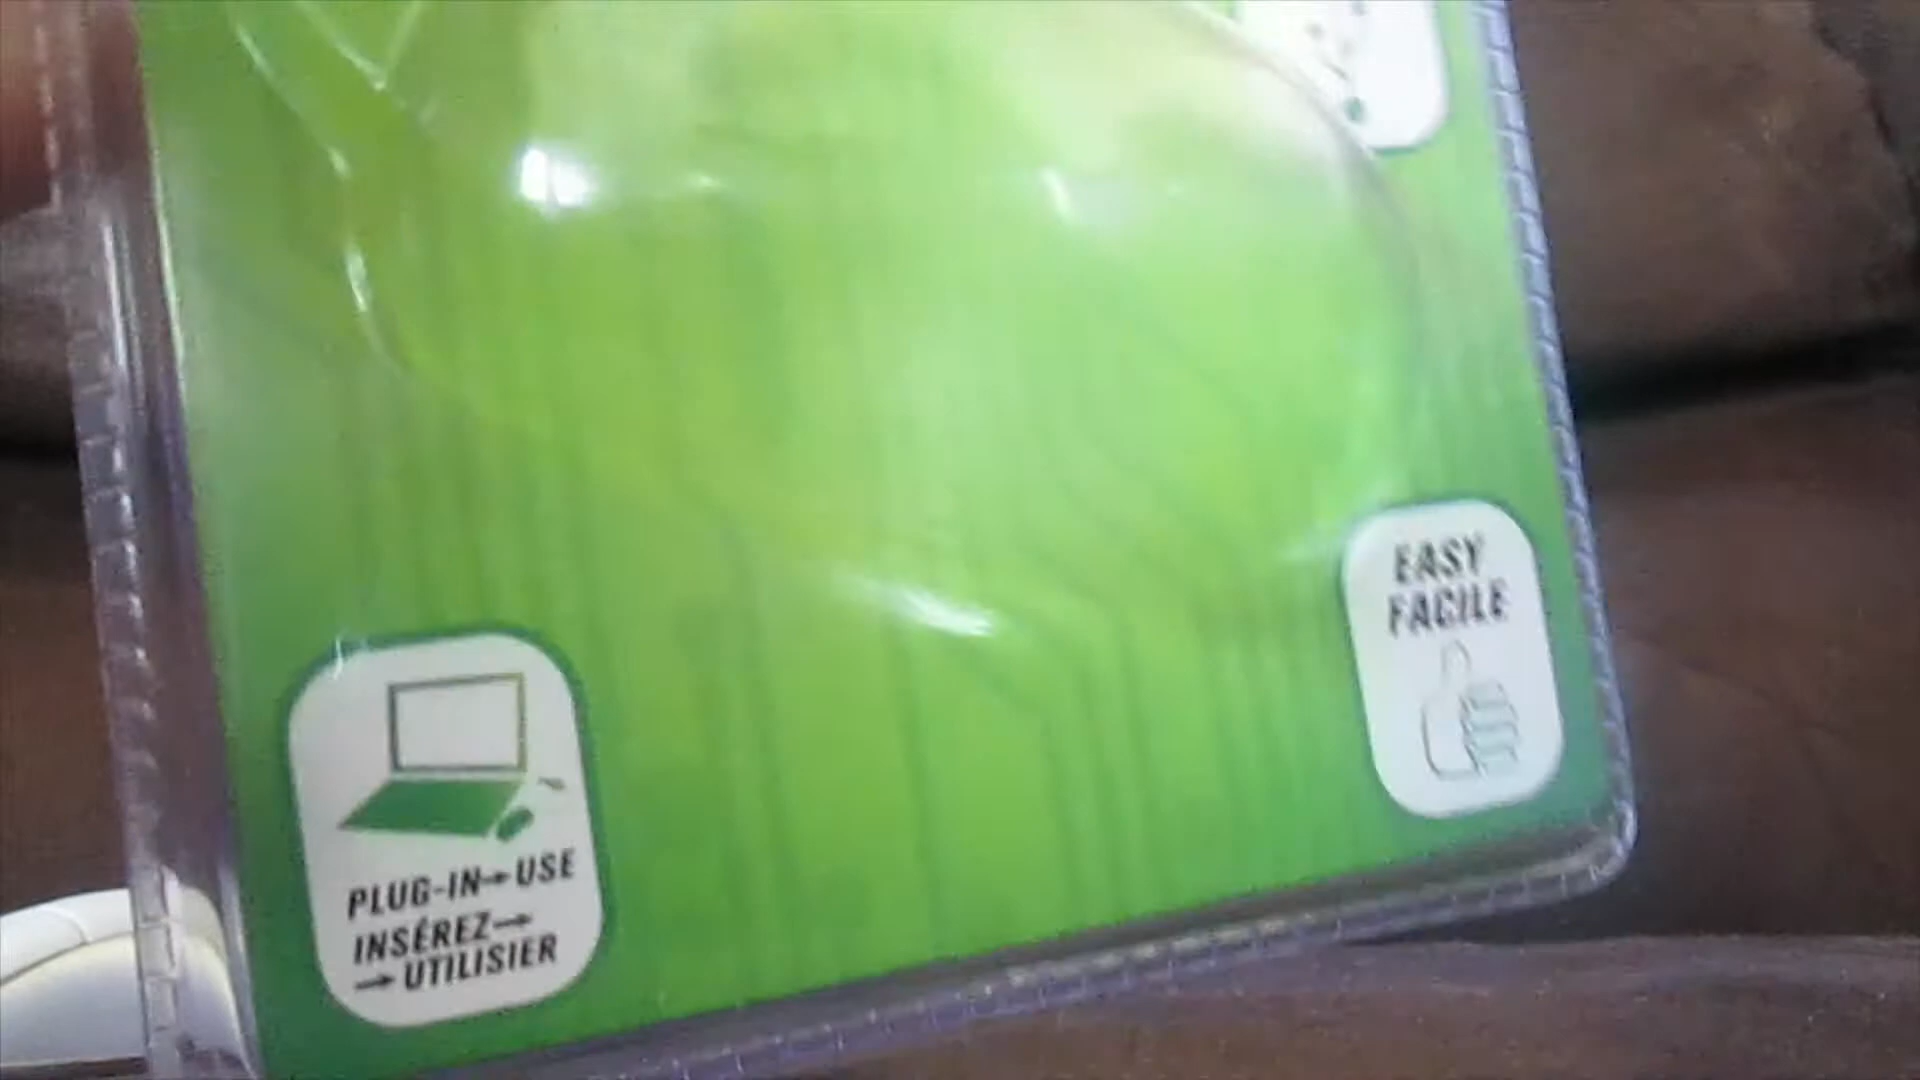 EASY
FACILE
PLUG-IN→USE
INSÉREZ→
→UTILISIER